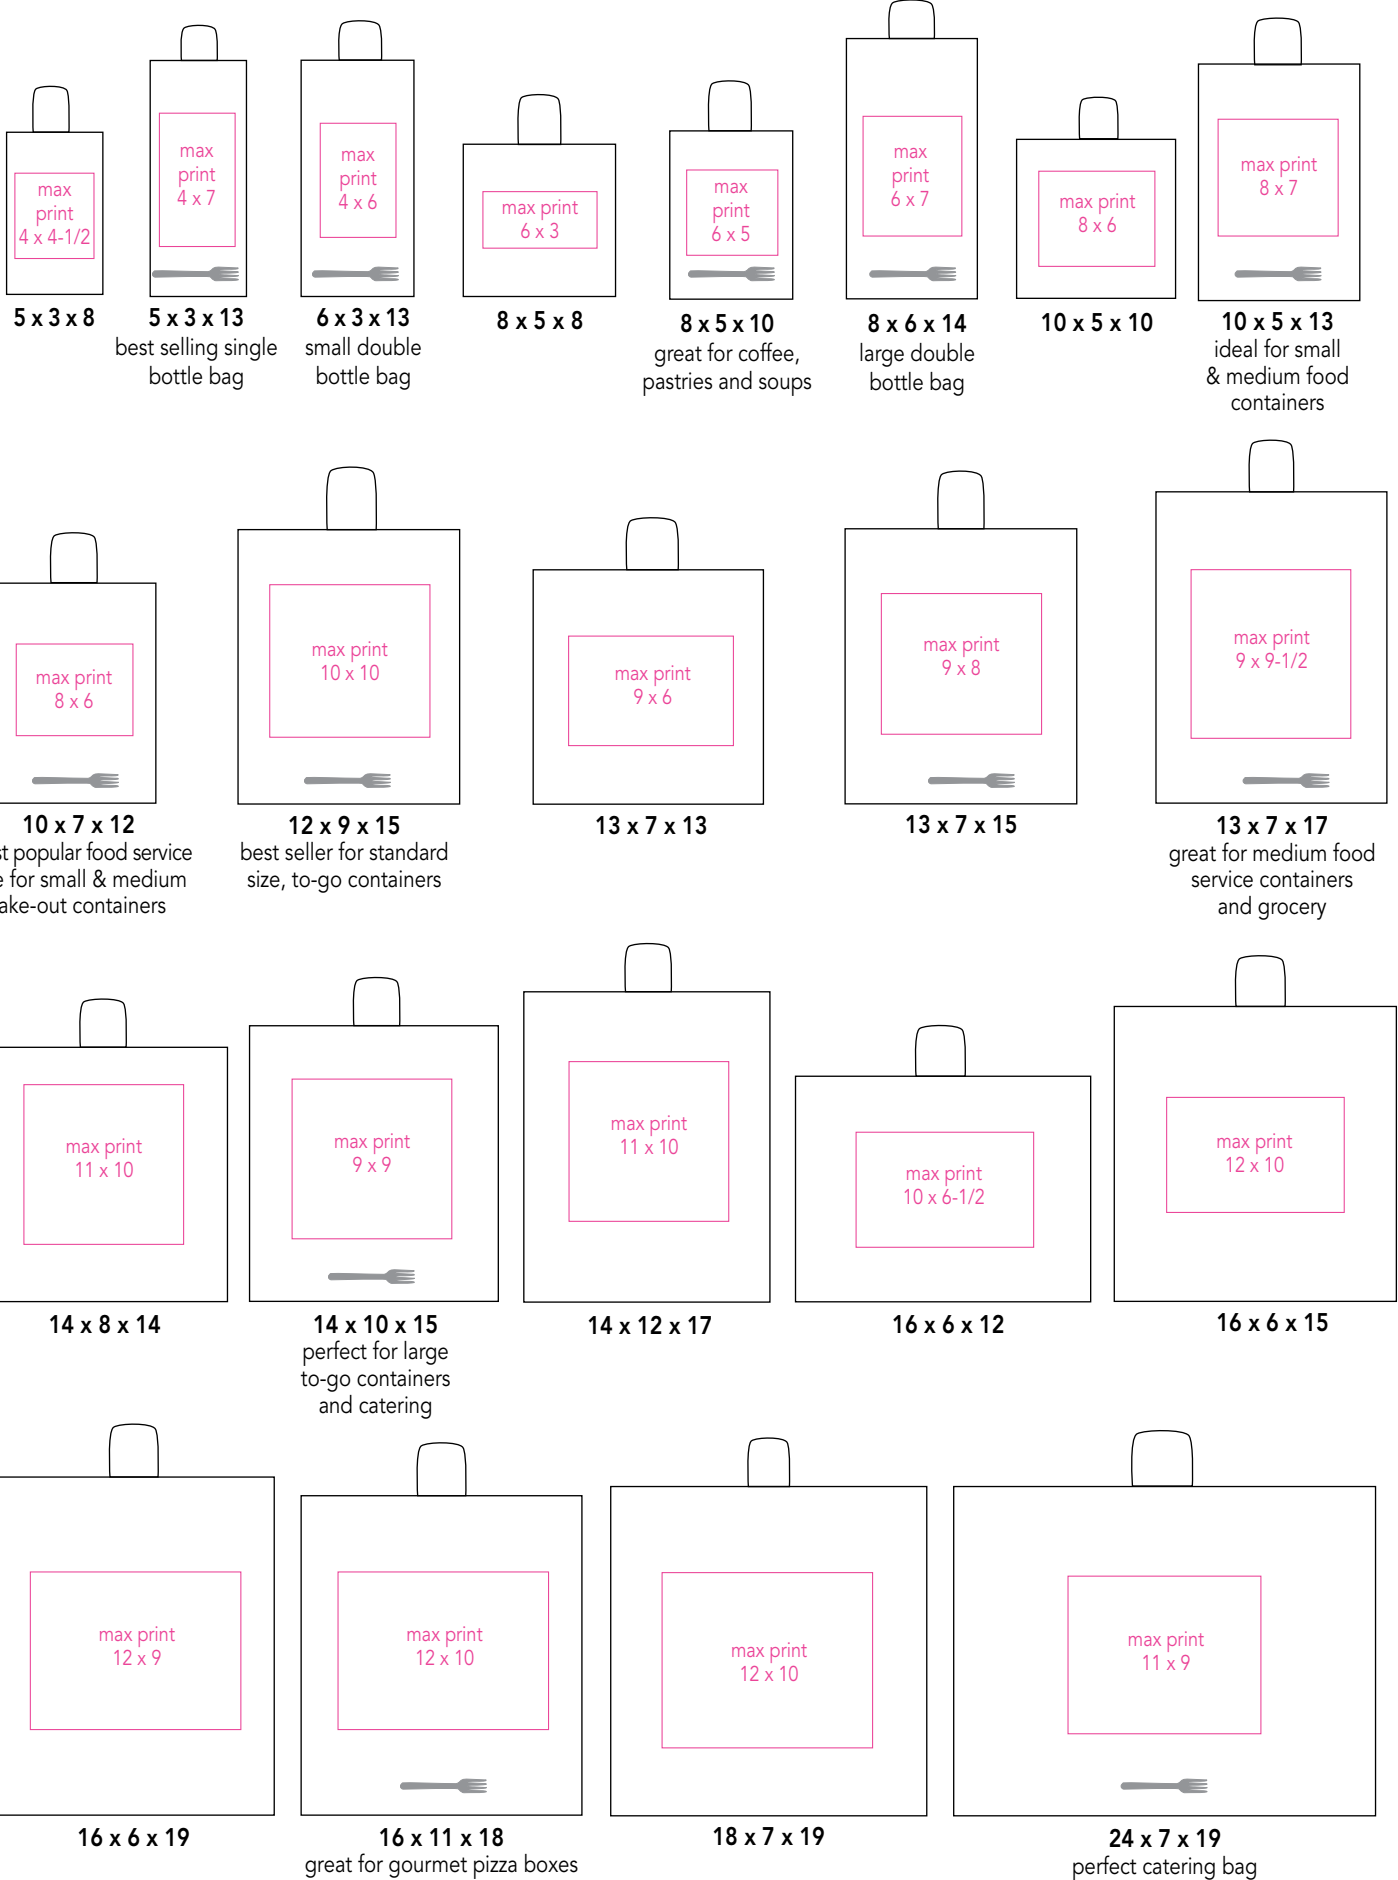 max
print
4 x 4-1/2
5 x 3 x 8
max
print
4 x 7
5 x 3 x 13
best selling single
bottle bag
max
print
4 x 6
6 x 3 x 13
small double
bottle bag
max print
6 x 3
8 x 5 x 8
max
print
6 x 5
8 x 5 x 10
great for coffee,
pastries and soups
max
print
6 x 7
8 x 6 x 14
large double
bottle bag
max print
8 x 6
10 x 5 x 10
max print
8 x 7
10 x 5 x 13
ideal for small
& medium food
containers
max print
8 x 6
10 x 7 x 12
popular food service
for small & medium
containers
max print
10 x 10
12 x 9 x 15
best seller for standard
size, to-go containers
max print
9 x 6
13 x 7 x 13
max print
9 x 8
13 x 7 x 15
max print
9 x 9-1/2
13 x 7 x 17
great for medium food
service containers
and grocery
max print
11 x 10
14 x 8 x 14
max print
9 x 9
14 x 10 x 15
perfect for large
to-go containers
and catering
max print
11 x 10
14 x 12 x 17
max print
10 x 6-1/2
16 x 6 x 12
max print
12 x 10
16 x 6 x 15
max print
12 x 9
16 x 6 x 19
max print
12 x 10
16 x 11 x 18
great for gourmet pizza boxes
max print
12 x 10
18 x 7 x 19
max print
11 x 9
24 x 7 x 19
perfect catering bag